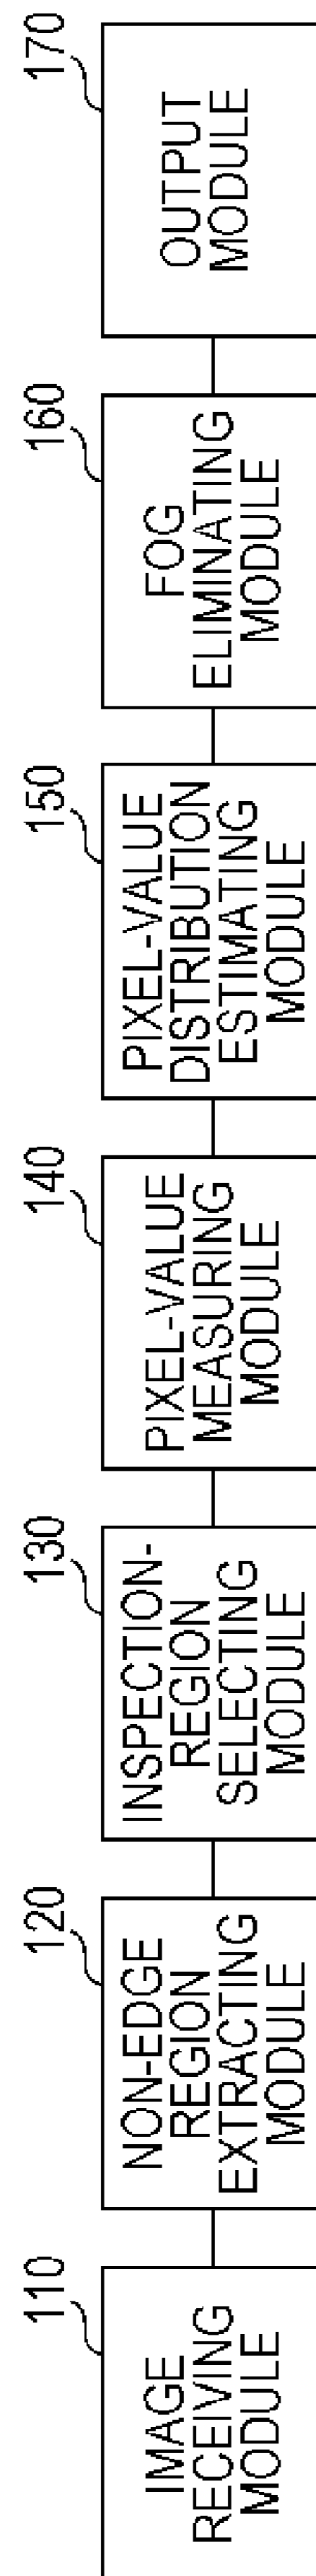 110
IMAGE
RECEIVING
MODULE
120
NON-EDGE
REGION
EXTRACTING
MODULE
130
INSPECTION-
REGION
SELECTING
MODULE
140
PIXEL-VALUE
MEASURING
MODULE
150
PIXEL-VALUE
DISTRIBUTION
ESTIMATING
MODULE
160
FOG
ELIMINATING
MODULE
170
OUTPUT
MODULE